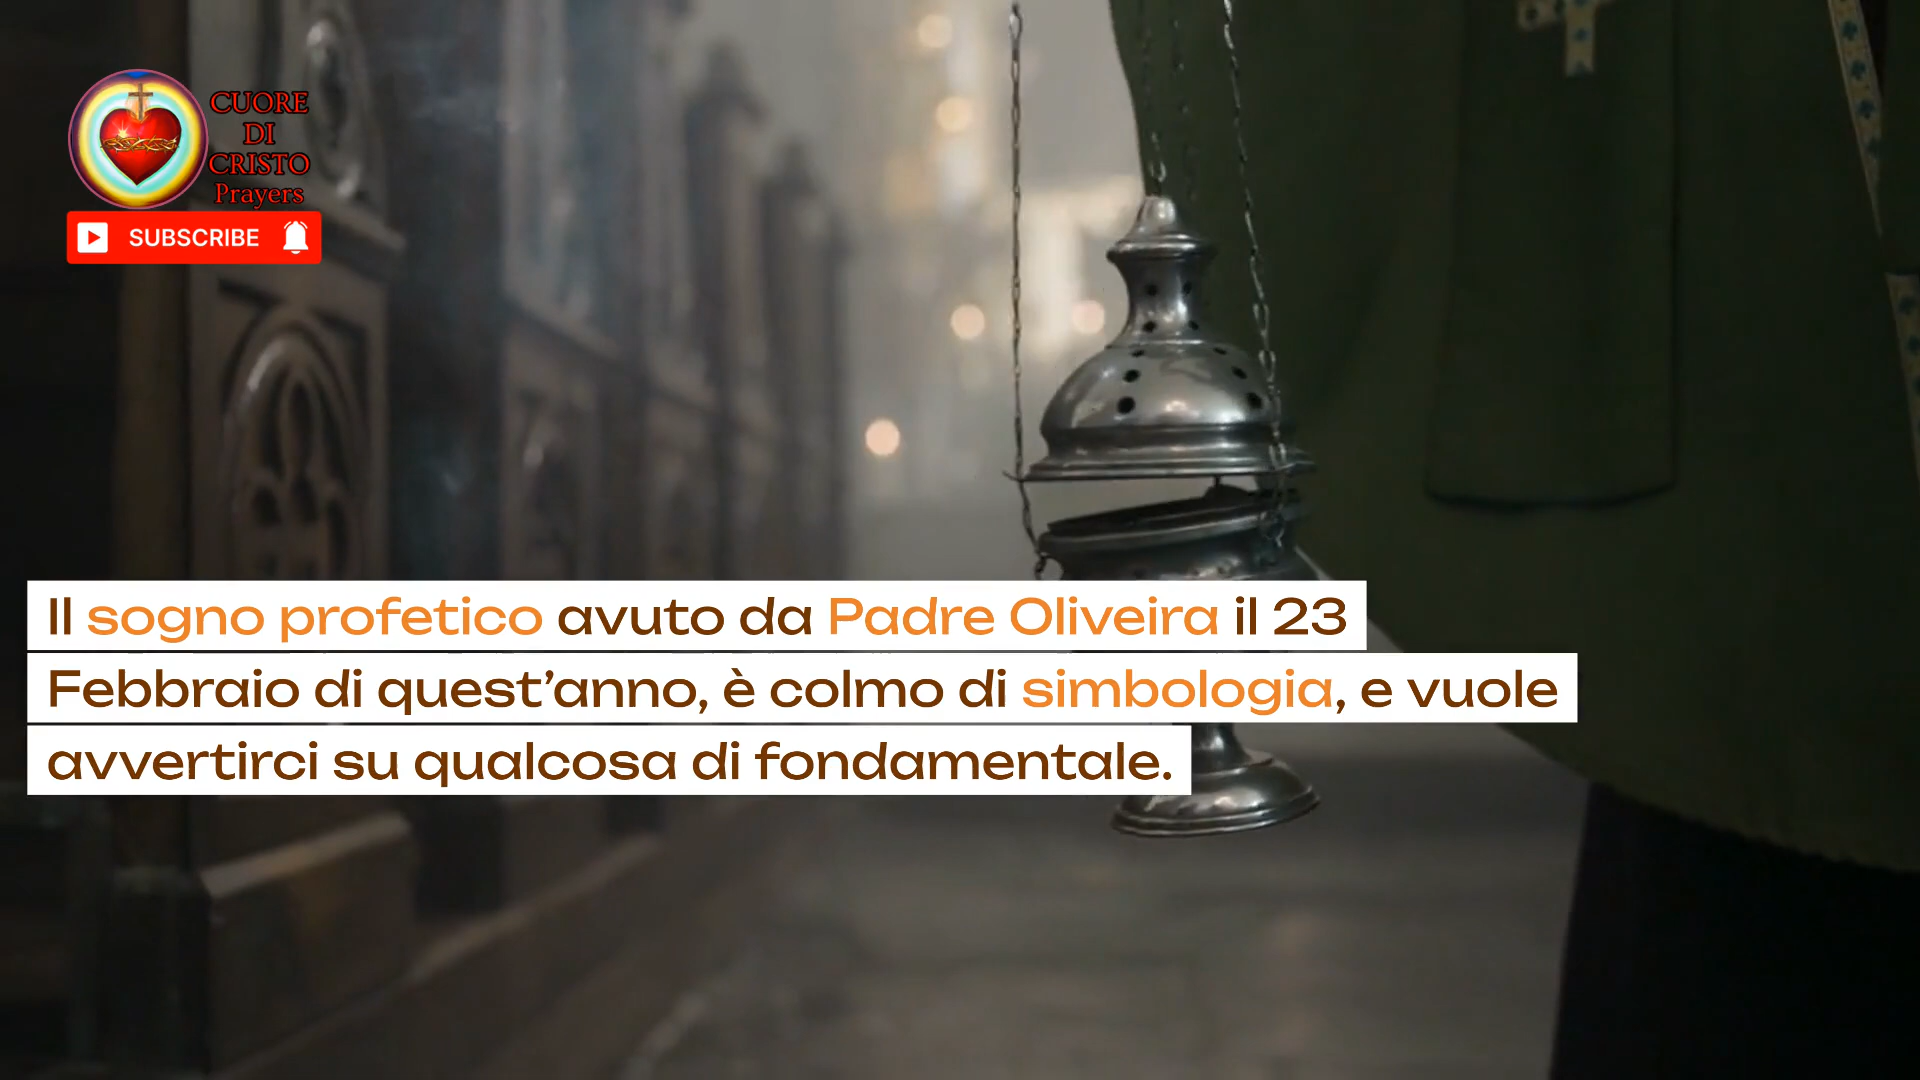 CUORE
DI
CRISTO
Prayers
SUBSCRIBE
Il sogno profetico avuto da Padre Oliveira il 23
Febbraio di quest’anno, è colmo di simbologia, e vuole
avvertirci su qualcosa di fondamentale.